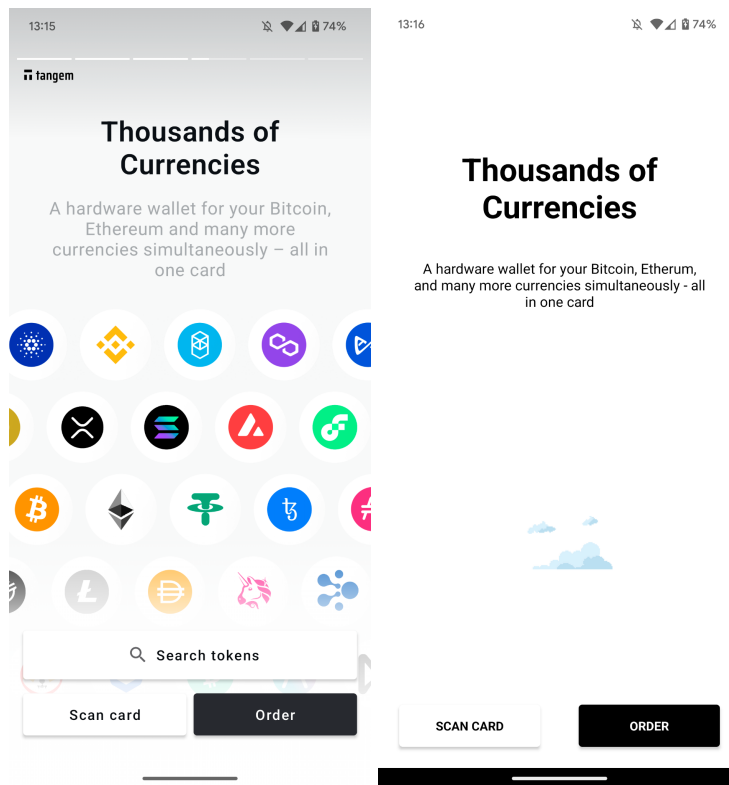 13:15
74%
tangem
Thousands of
Currencies
A hardware wallet for your Bitcoin,
Ethereum and many more
currencies simultaneously – all in
one card
Search tokens
Scan card
Order
13:16
74%
Thousands of
Currencies
A hardware wallet for your Bitcoin, Etherum,
and many more currencies simultaneously - all
in one card
SCAN CARD
ORDER